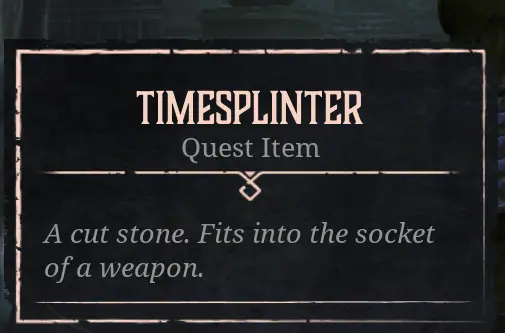 TIMESPLINTER
Quest Item
A cut stone. Fits into the socket
of a weapon.